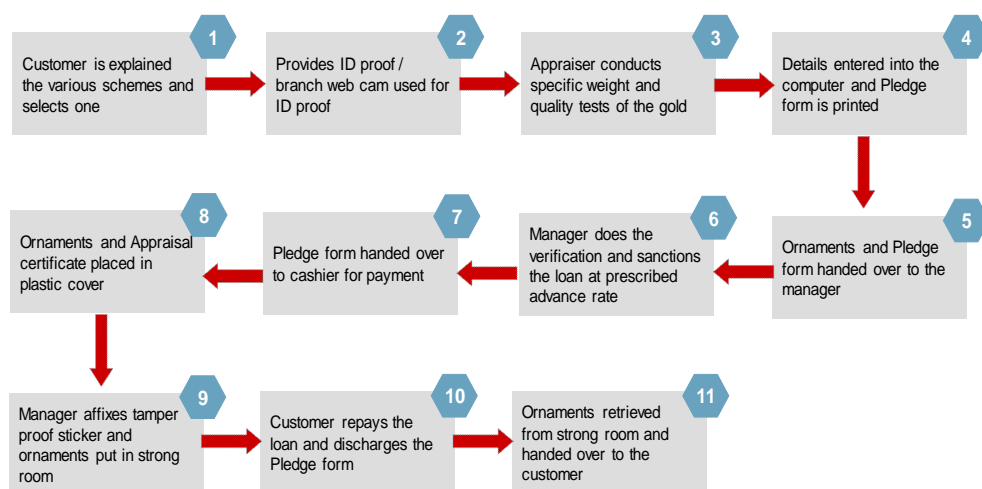 1
Customer is explained
the various schemes and
selects one
2
Provides ID proof /
branch web cam used for
ID proof
3
Appraiser conducts
specific weight and
quality tests of the gold
4
Details entered into the
computer and Pledge
form is printed
5
Ornaments and Pledge
form handed over to the
manager
6
Manager does the
verification and sanctions
the loan at prescribed
advance rate
7
Pledge form handed over
to cashier for payment
8
Ornaments and Appraisal
certificate placed in
plastic cover
9
Manager affixes tamper
proof sticker and
ornaments put in strong
room
10
Customer repays the
loan and discharges the
Pledge form
11
Ornaments retrieved
from strong room and
handed over to the
customer